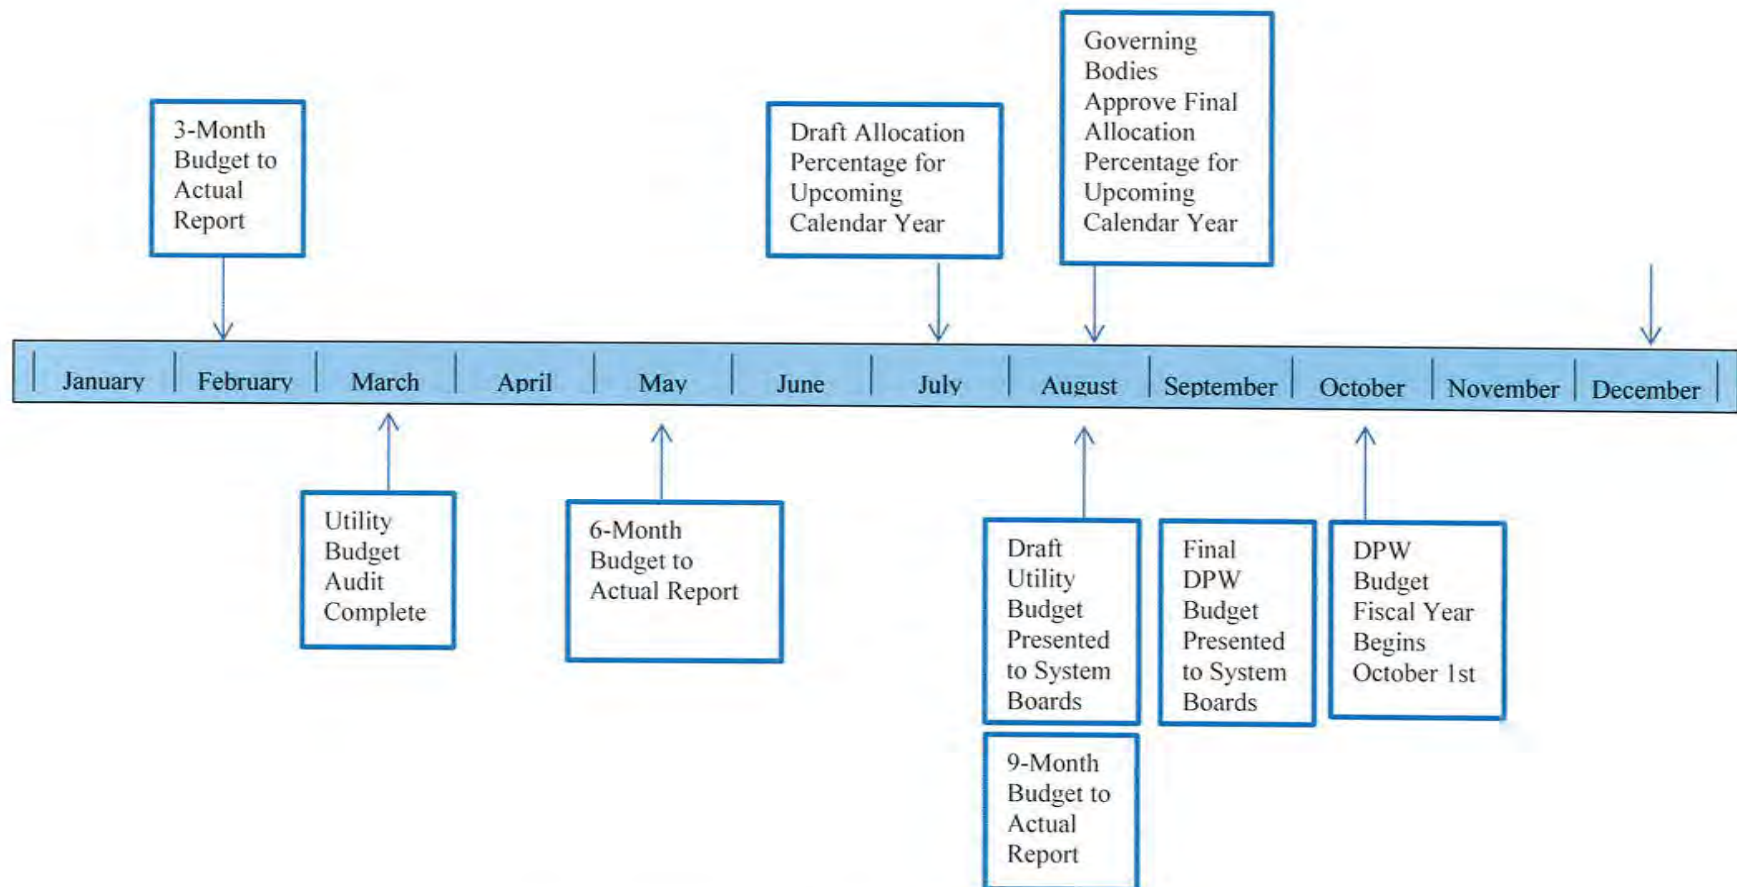 Governing
Bodies
Approve Final
Allocation
Percentage for
Upcoming
Calendar Year
3-Month
Budget to
Actual
Report
Draft Allocation
Percentage for
Upcoming
Calendar Year
January February March April May June July August September October November December
Utility
Budget
Audit
Complete
6-Month
Budget to
Actual Report
Draft
Utility
Budget
Presented
to System
Boards
Final
DPW
Budget
Presented
to System
Boards
DPW
Budget
Fiscal Year
Begins
October 1st
9-Month
Budget to
Actual
Report